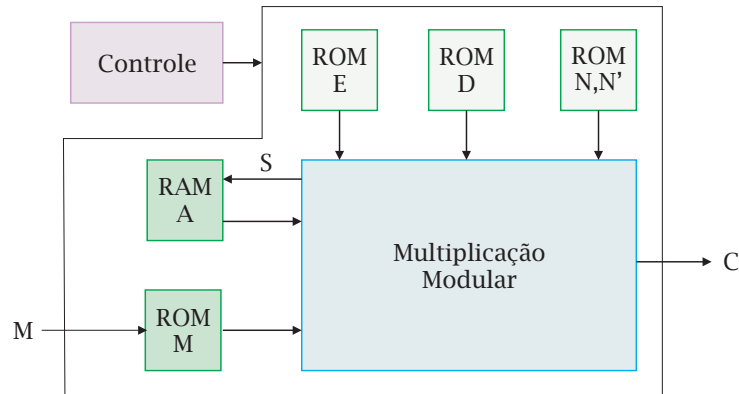 Controle
ROM
E
ROM
D
ROM
N,N’
S
RAM
A
Multiplicação
Modular
C
M
ROM
M